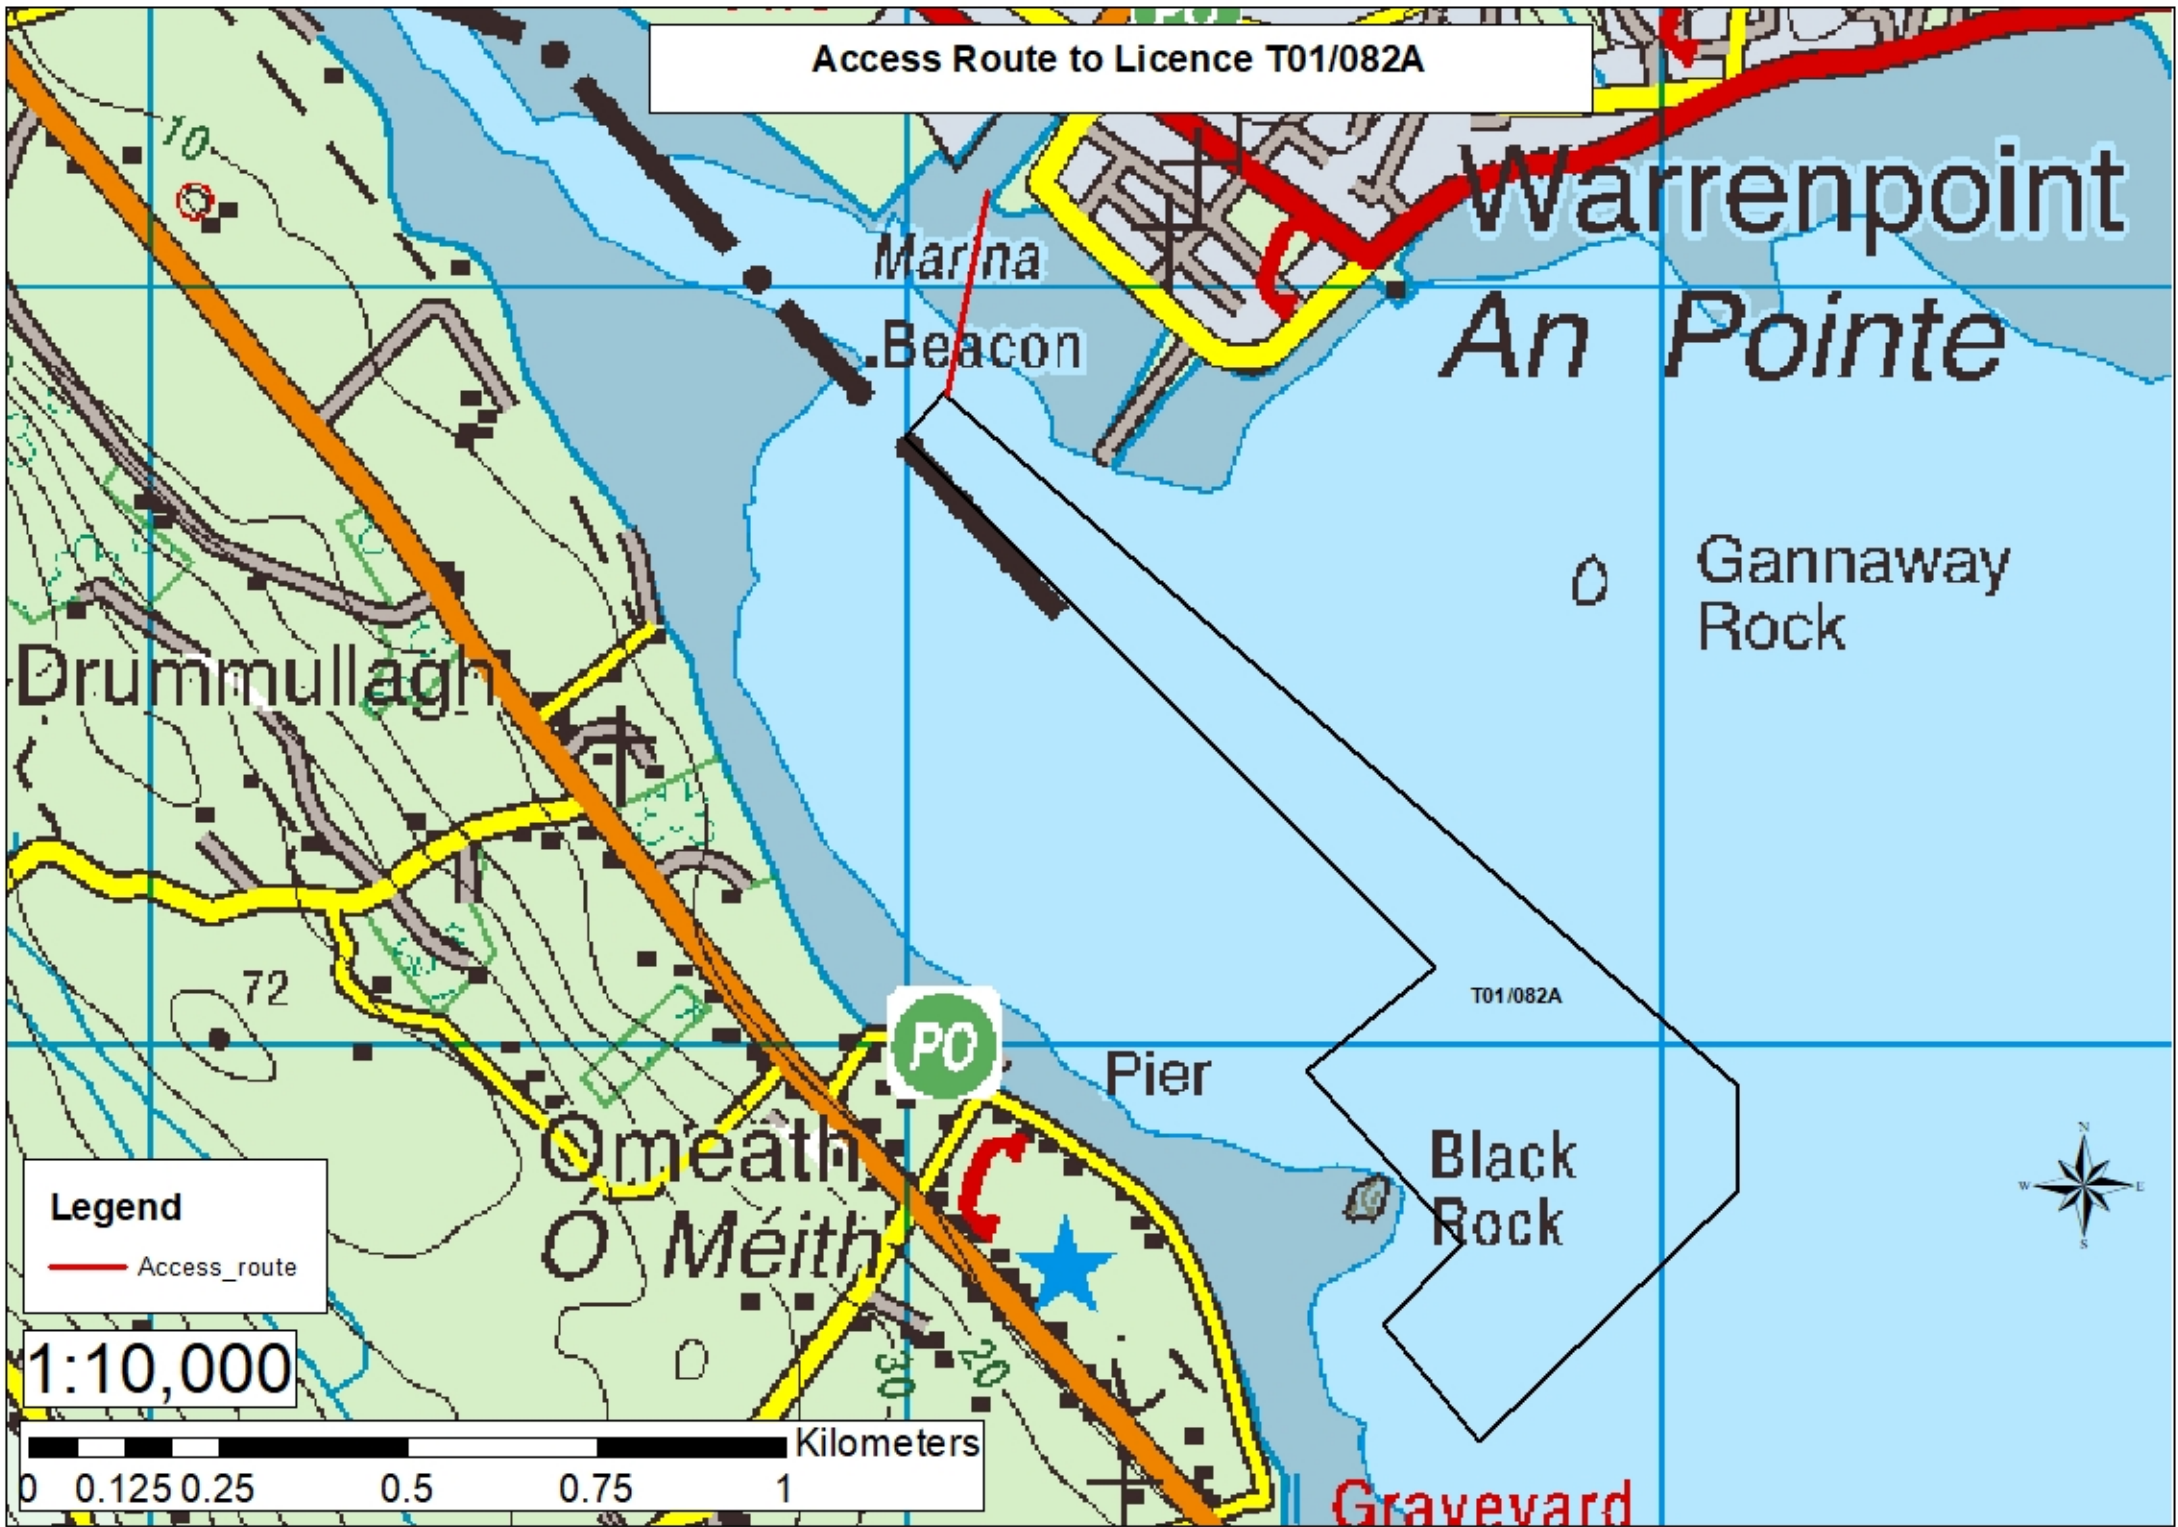 Access Route to Licence T01/082A
10
Warrenpoint
Marina
An Pointe
Beacon
Gannaway
Rock
Drummullagh
72
T01/082A
PO
Pier
Omeath
Ó Méith
Black
Rock
N
W
E
S
Legend
Access_route
1:10,000
30
20
Kilometers
0 0.125 0.25 0.5 0.75 1
Graveyard